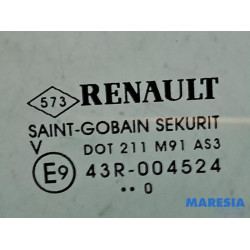 573 RENAULT
SAINT-GOBAIN SEKURIT
V DOT 211 M91 AS3
E9 43R-004524
•• 0
MARESIA